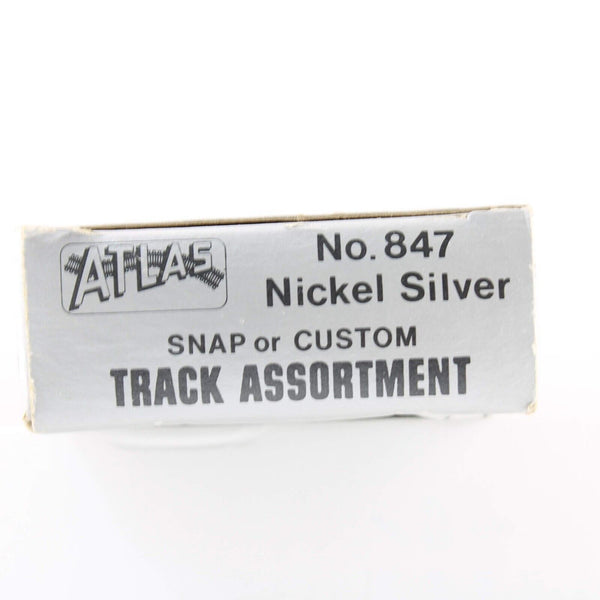 ATLAS
No. 847
Nickel Silver
SNAP or CUSTOM
TRACK ASSORTMENT